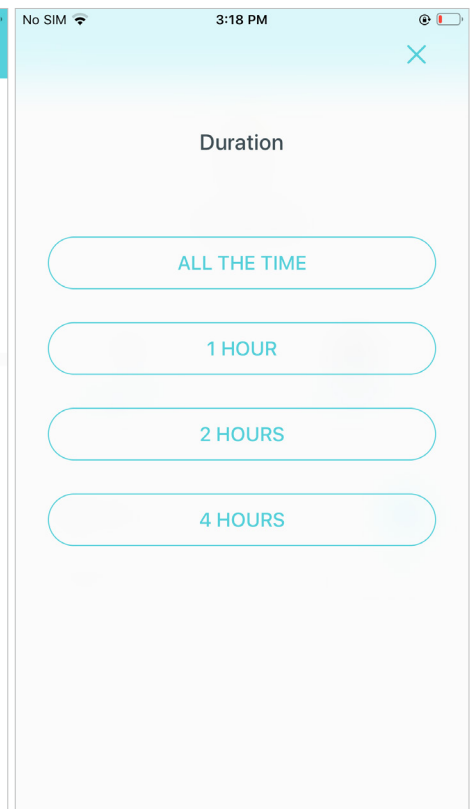 No SIM 3:18 PM
Duration
ALL THE TIME
1 HOUR
2 HOURS
4 HOURS